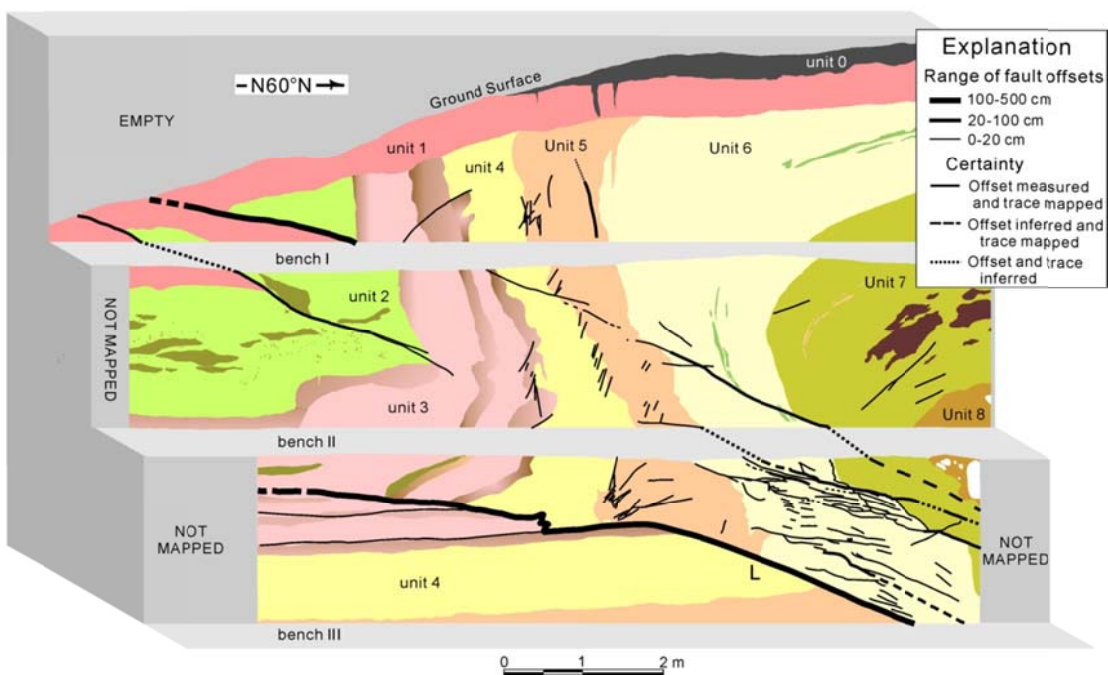 Explanation
Range of fault offsets
100-500 cm
20-100 cm
0-20 cm
Certainty
Offset measured
and trace mapped
Offset inferred and
trace mapped
Offset and trace
inferred
unit 0
Ground Surface
N60°N
EMPTY
unit 1
unit 4
Unit 5
Unit 6
bench I
NOT MAPPED
unit 2
unit 3
Unit 7
Unit 8
bench II
NOT
MAPPED
unit 4
L
NOT
MAPPED
bench III
0 1 2 m